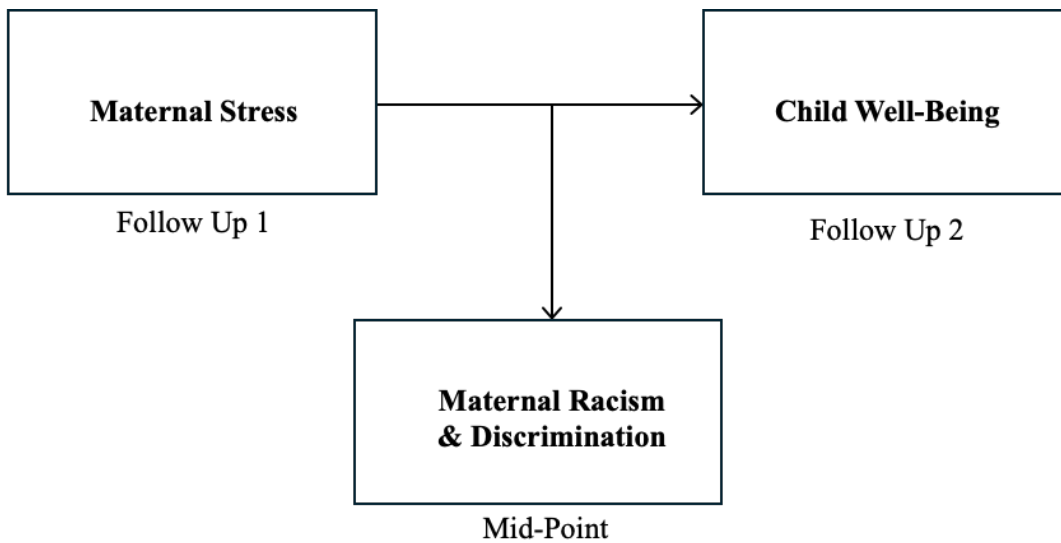 Maternal Stress
Follow Up 1
Child Well-Being
Follow Up 2
Maternal Racism
& Discrimination
Mid-Point